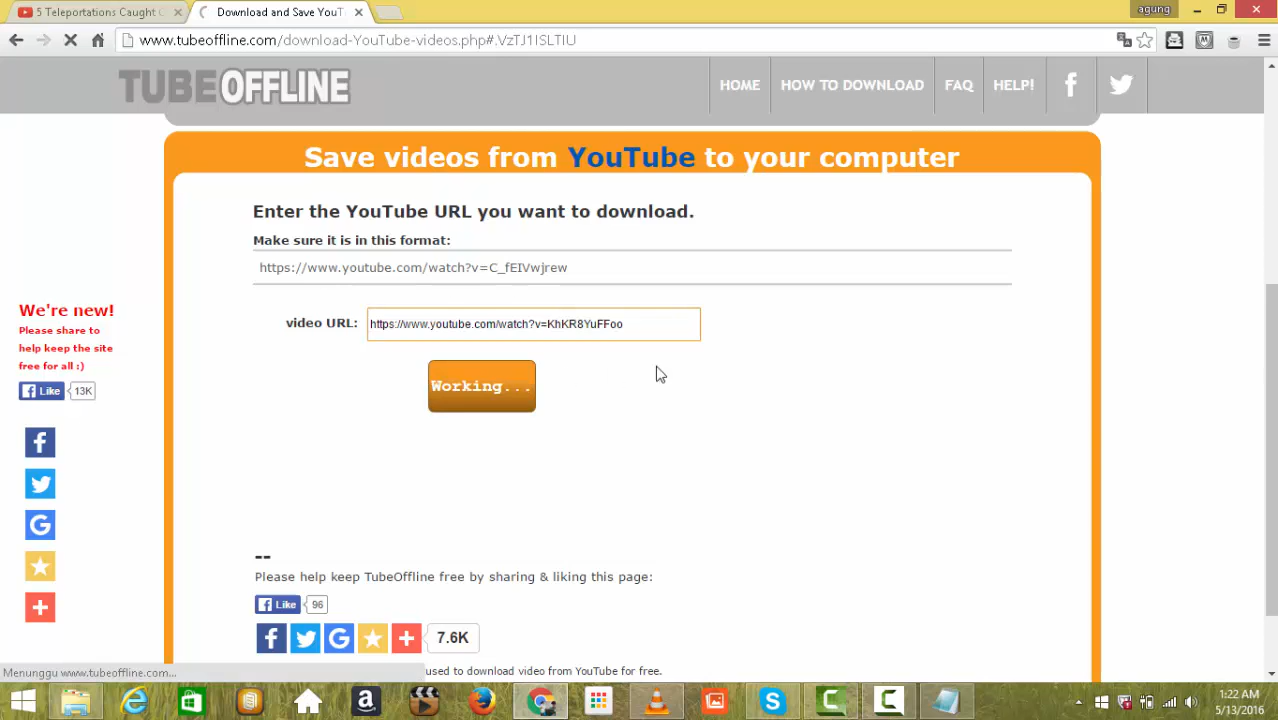 5 Teleportations Caught
Download and Save YouT
agung
www.tubeoffline.com/download-YouTube-videos.php#.VzTJ1ISLTIU
TUBEOFFLINE
HOME
HOW TO DOWNLOAD
FAQ
HELP!
Save videos from YouTube to your computer
Enter the YouTube URL you want to download.
Make sure it is in this format:
https://www.youtube.com/watch?v=C_fEIVwjrew
We're new!
Please share to
help keep the site
free for all :)
Like 13K
video URL:
https://www.youtube.com/watch?v=KhKR8YuFFoo
Working...
--
Please help keep TubeOffline free by sharing & liking this page:
Like 96
7.6K
used to download video from YouTube for free.
Menunggu www.tubeoffline.com...
1:22 AM
5/13/2016